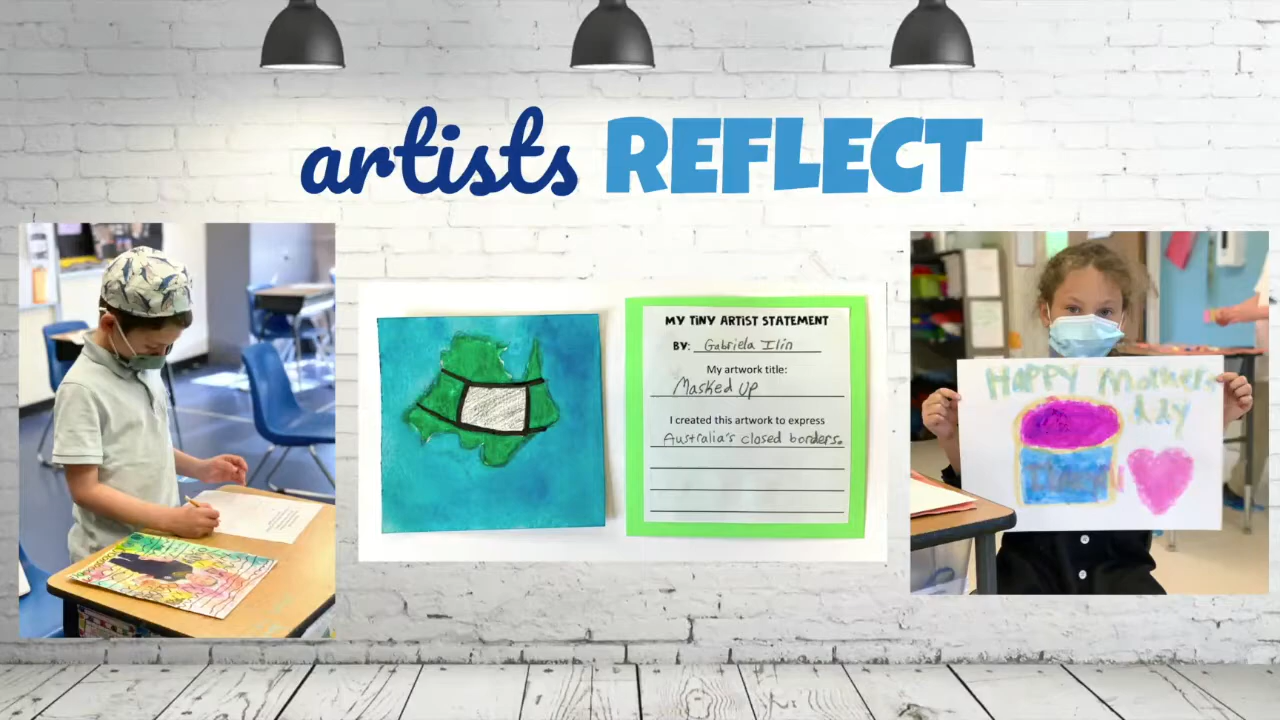 artists REFLECT
MY TINY ARTIST STATEMENT
BY: Gabriela Ilin
My artwork title:
Masked up
I created this artwork to express
Australia's closed borders.
Happy Mothers
day